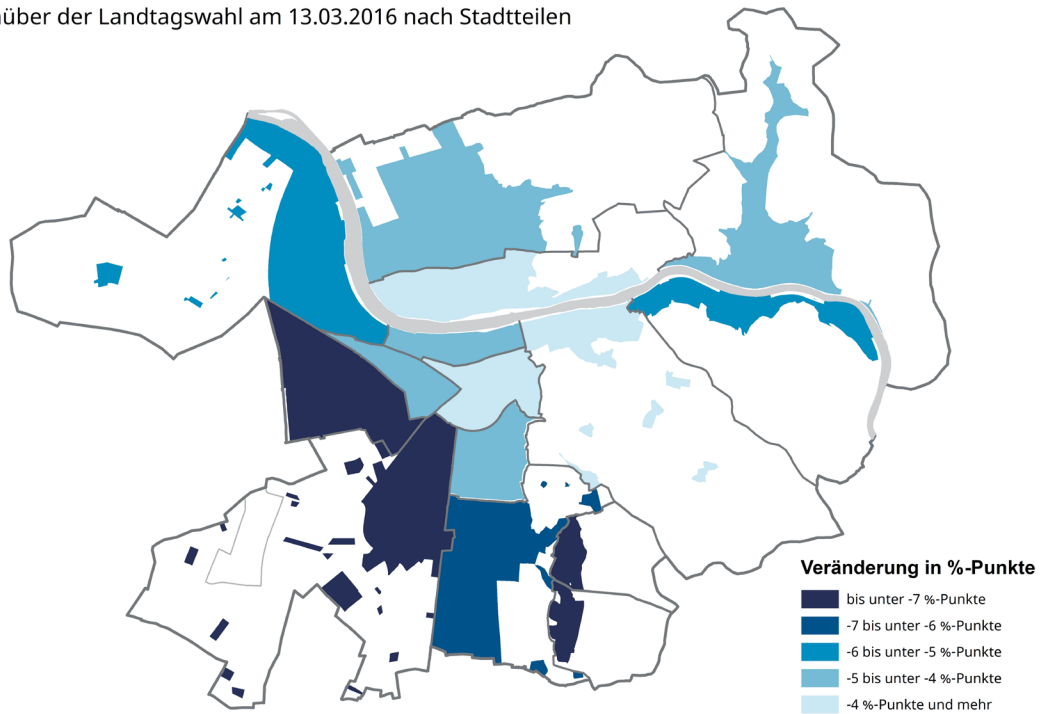 der Landtagswahl am 13.03.2016 nach Stadtteilen
Veränderung in %-Punkte
bis unter -7 %-Punkte
-7 bis unter -6 %-Punkte
-6 bis unter -5 %-Punkte
-5 bis unter -4 %-Punkte
-4 %-Punkte und mehr